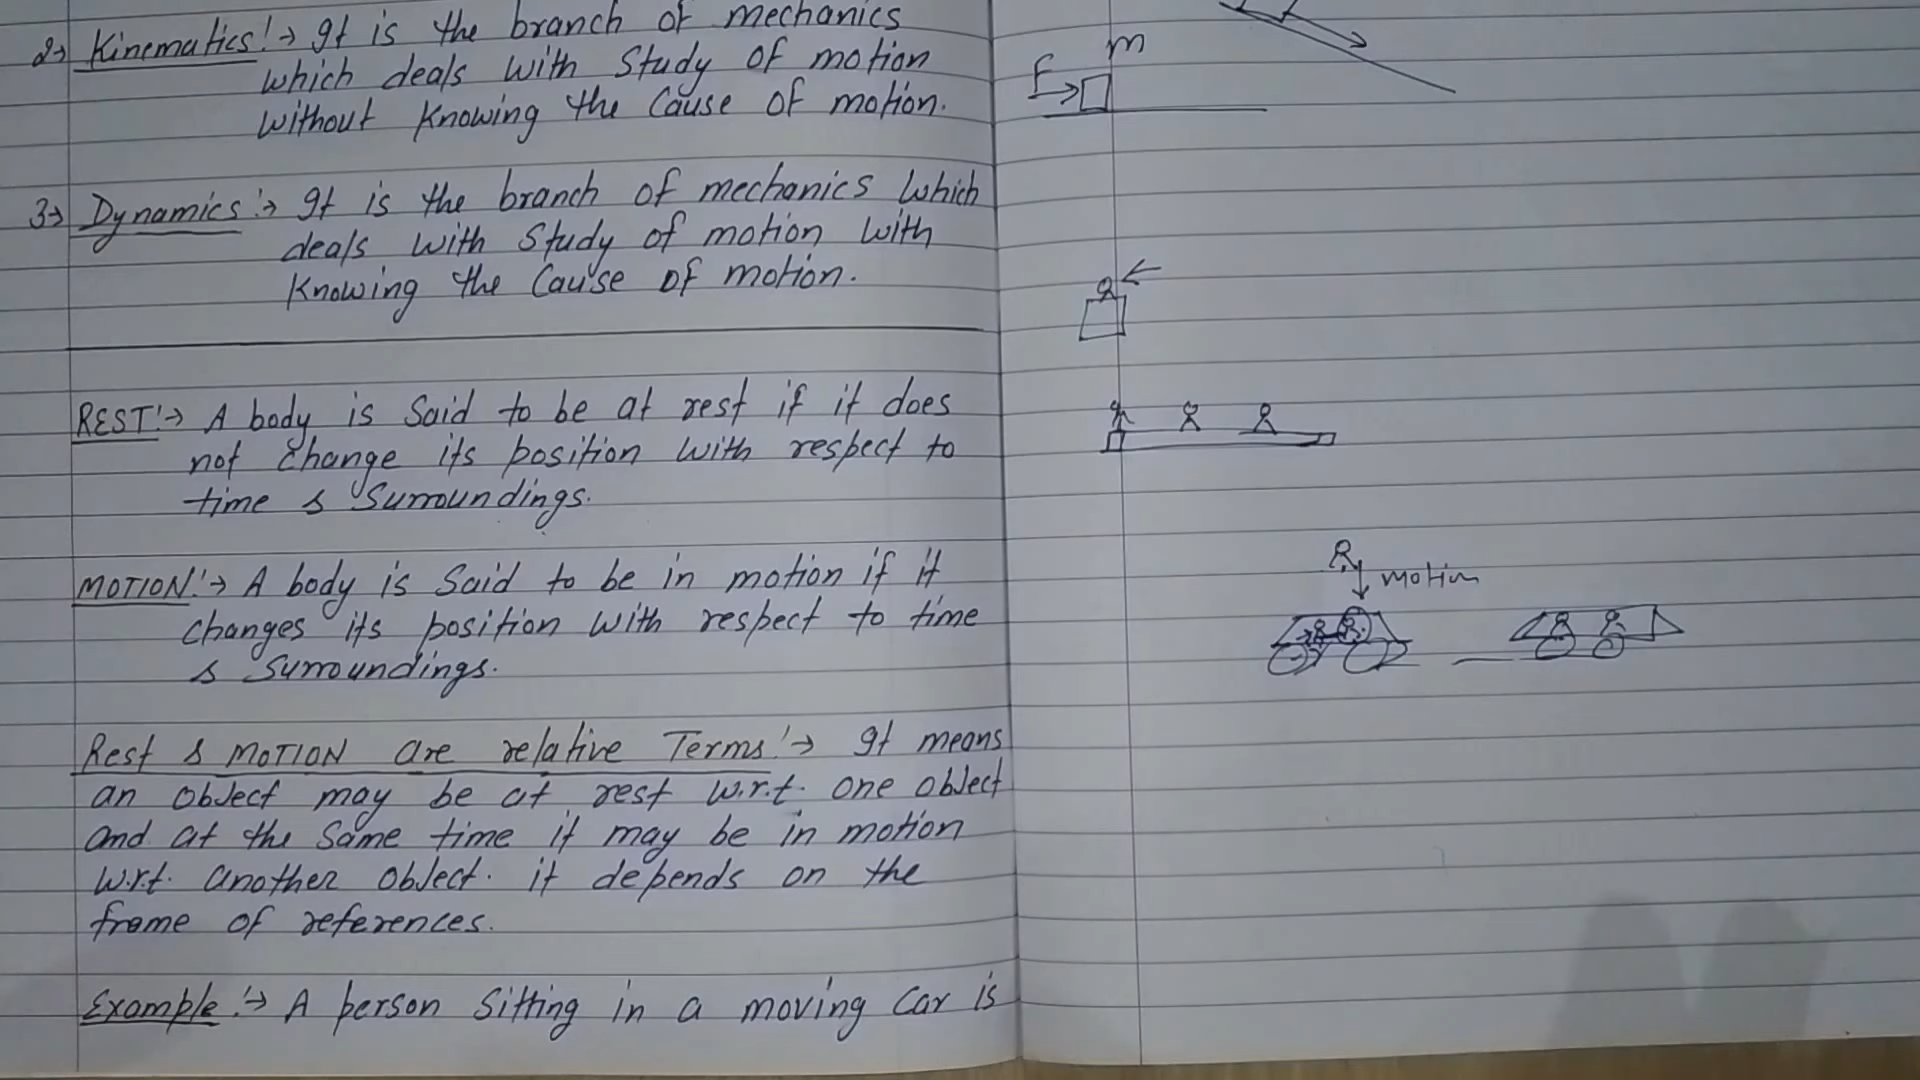 2→ Kinematics:→ It is the branch of mechanics
which deals with study of motion
without knowing the cause of motion.
3→ Dynamics:→ It is the branch of mechanics which
deals with study of motion with
knowing the cause of motion.
REST:→ A body is said to be at rest if it does
not change its position with respect to
time & surroundings.
MOTION:→ A body is said to be in motion if it
changes its position with respect to time
& surroundings.
Rest & MOTION are relative Terms:→ It means
an object may be at rest w.r.t. one object
and at the same time it may be in motion
w.r.t. another object. it depends on the
frame of references.
Example:→ A person sitting in a moving car is
m
F
motion